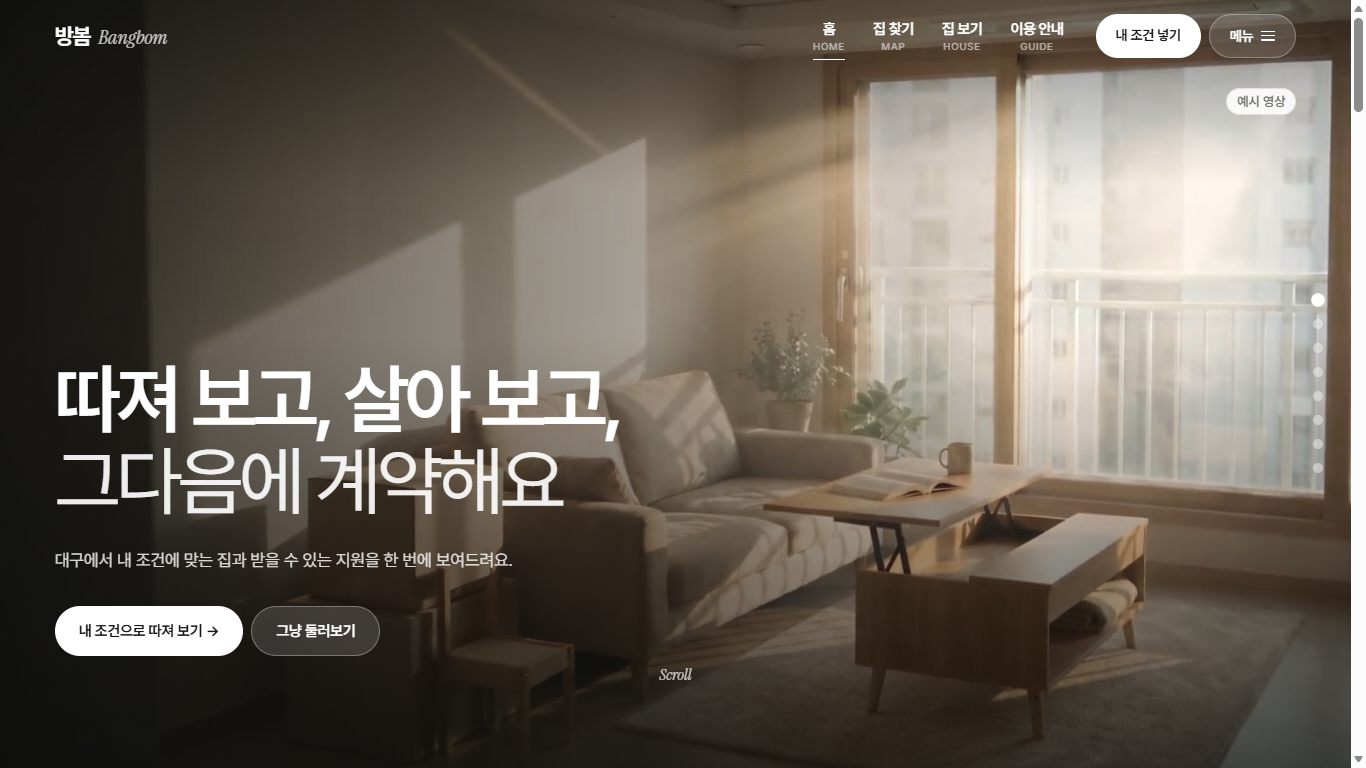 방봄 Bangbom
홈 집 찾기 집 보기 이용 안내
HOME MAP HOUSE GUIDE
내 조건 넣기
메뉴
예시 영상
따져 보고, 살아 보고,
그다음에 계약해요
대구에서 내 조건에 맞는 집과 받을 수 있는 지원을 한 번에 보여드려요.
내 조건으로 따져 보기 →
그냥 둘러보기
Scroll